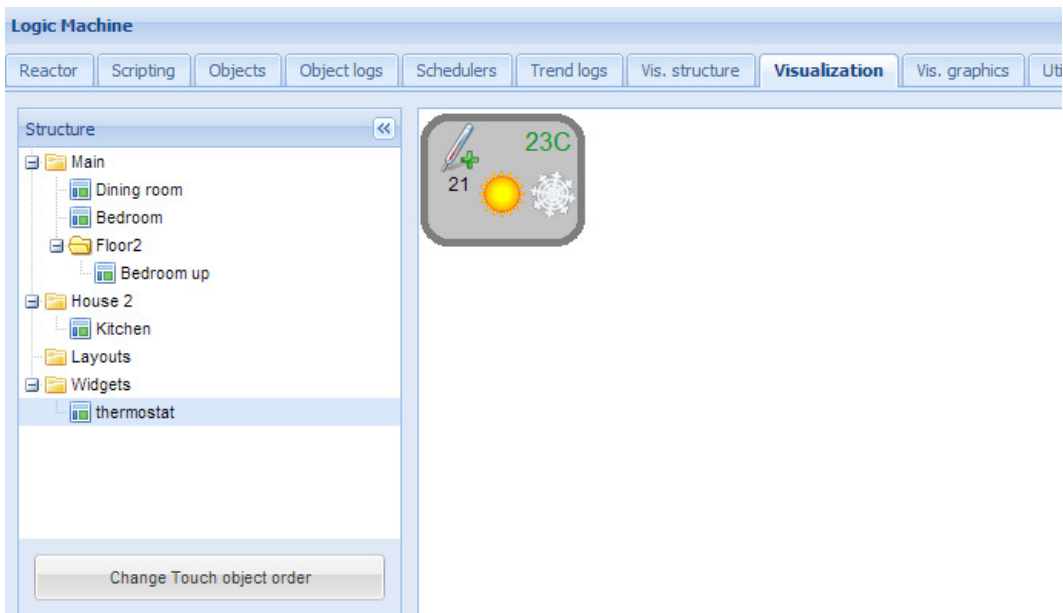 Logic Machine
Reactor Scripting Objects Object logs Schedulers Trend logs Vis. structure Visualization Vis. graphics Uti
Structure
Main
Dining room
Bedroom
Floor2
Bedroom up
House 2
Kitchen
Layouts
Widgets
thermostat
Change Touch object order
23C
21